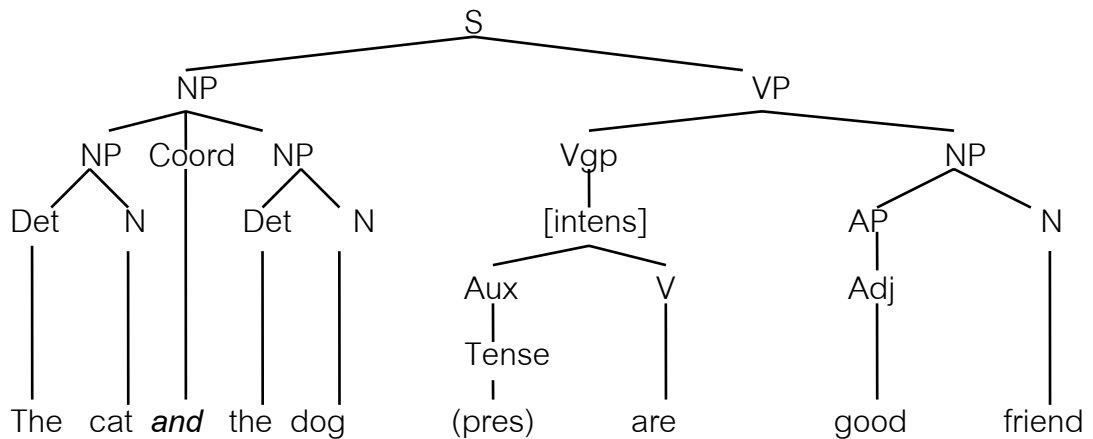 S
NP VP
NP Coord NP Vgp NP
Det N Det N [intens] AP N
Aux V Adj
Tense
The cat and the dog (pres) are good friend